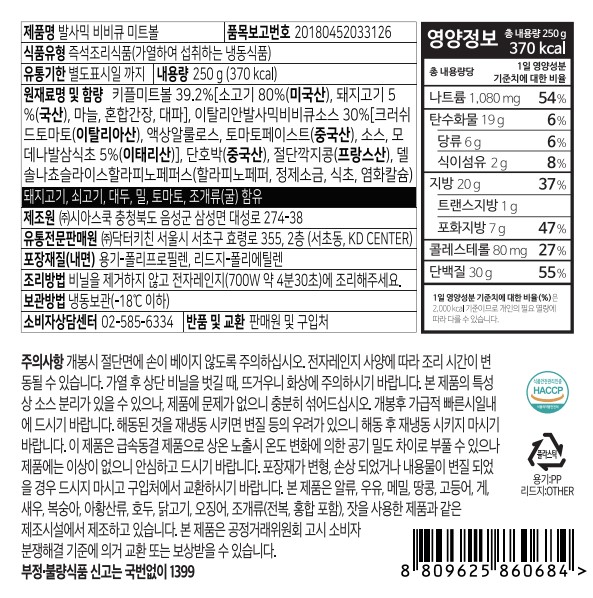 제품명 발사믹 비비큐 미트볼 품목보고번호 20180452033126
식품유형 즉석조리식품(가열하여 섭취하는 냉동식품)
유통기한 별도표시일 까지 내용량 250 g (370 kcal)
원재료명 및 함량 키플미트볼 39.2%[소고기 80%(미국산), 돼지고기 5
%(국산), 마늘, 혼합간장, 대파], 이탈리안발사믹비비큐소스 30%[크러쉬
드토마토(이탈리아산), 액상알룰로스, 토마토페이스트(중국산), 소스, 모
데나발삼식초 5%(이태리산)], 단호박(중국산), 절단깍지콩(프랑스산), 델
솔나쵸슬라이스할라피노페퍼스(할라피노페퍼, 정제소금, 식초, 염화칼슘)
돼지고기, 쇠고기, 대두, 밀, 토마토, 조개류(굴) 함유
제조원 ㈜시아스쿡 충청북도 음성군 삼성면 대성로 274-38
유통전문판매원 ㈜닥터키친 서울시 서초구 효령로 355, 2층 (서초동, KD CENTER)
포장재질(내면) 용기-폴리프로필렌, 리드지-폴리에틸렌
조리방법 비닐을 제거하지 않고 전자레인지(700W 약 4분30초)에 조리해주세요.
보관방법 냉동보관(-18℃ 이하)
소비자상담센터 02-585-6334 반품 및 교환 판매원 및 구입처
영양정보 총 내용량 250 g
370 kcal
총 내용량당 1일 영양성분
기준치에 대한 비율
나트륨 1,080 mg 54%
탄수화물 19 g 6%
당류 6 g 6%
식이섬유 2 g 8%
지방 20 g 37%
트랜스지방 1 g
포화지방 7 g 47%
콜레스테롤 80 mg 27%
단백질 30 g 55%
1일 영양성분 기준치에 대한 비율(%)은
2,000 kcal 기준이므로 개인의 필요 열량에
따라 다를 수 있습니다.
주의사항 개봉시 절단면에 손이 베이지 않도록 주의하십시오. 전자레인지 사양에 따라 조리 시간이 변
동될 수 있습니다. 가열 후 상단 비닐을 벗길 때, 뜨거우니 화상에 주의하시기 바랍니다. 본 제품의 특성
상 소스 분리가 있을 수 있으나, 제품에 문제가 없으니 충분히 섞어드십시오. 개봉후 가급적 빠른시일내
에 드시기 바랍니다. 해동된 것을 재냉동 시키면 변질 등의 우려가 있으니 해동 후 재냉동 시키지 마시기
바랍니다. 이 제품은 급속동결 제품으로 상온 노출시 온도 변화에 의한 공기 밀도 차이로 부풀 수 있으나
제품에는 이상이 없으니 안심하고 드시기 바랍니다. 포장재가 변형, 손상 되었거나 내용물이 변질 되었
을 경우 드시지 마시고 구입처에서 교환하시기 바랍니다. 본 제품은 알류, 우유, 메밀, 땅콩, 고등어, 게,
새우, 복숭아, 아황산류, 호두, 닭고기, 오징어, 조개류(전복, 홍합 포함), 잣을 사용한 제품과 같은
제조시설에서 제조하고 있습니다. 본 제품은 공정거래위원회 고시 소비자
분쟁해결 기준에 의거 교환 또는 보상받을 수 있습니다.
부정·불량식품 신고는 국번없이 1399
HACCP
플라스틱
용기:PP
리드지:OTHER
8 809625 860684 >